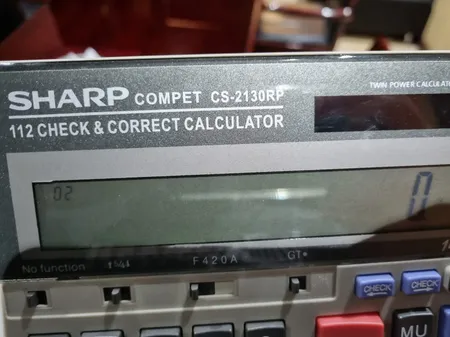 SHARP COMPET CS-2130RP
TWIN POWER CALCULATO
112 CHECK & CORRECT CALCULATOR
02 0
No function F420A GT•
CHECK CHECK
MU